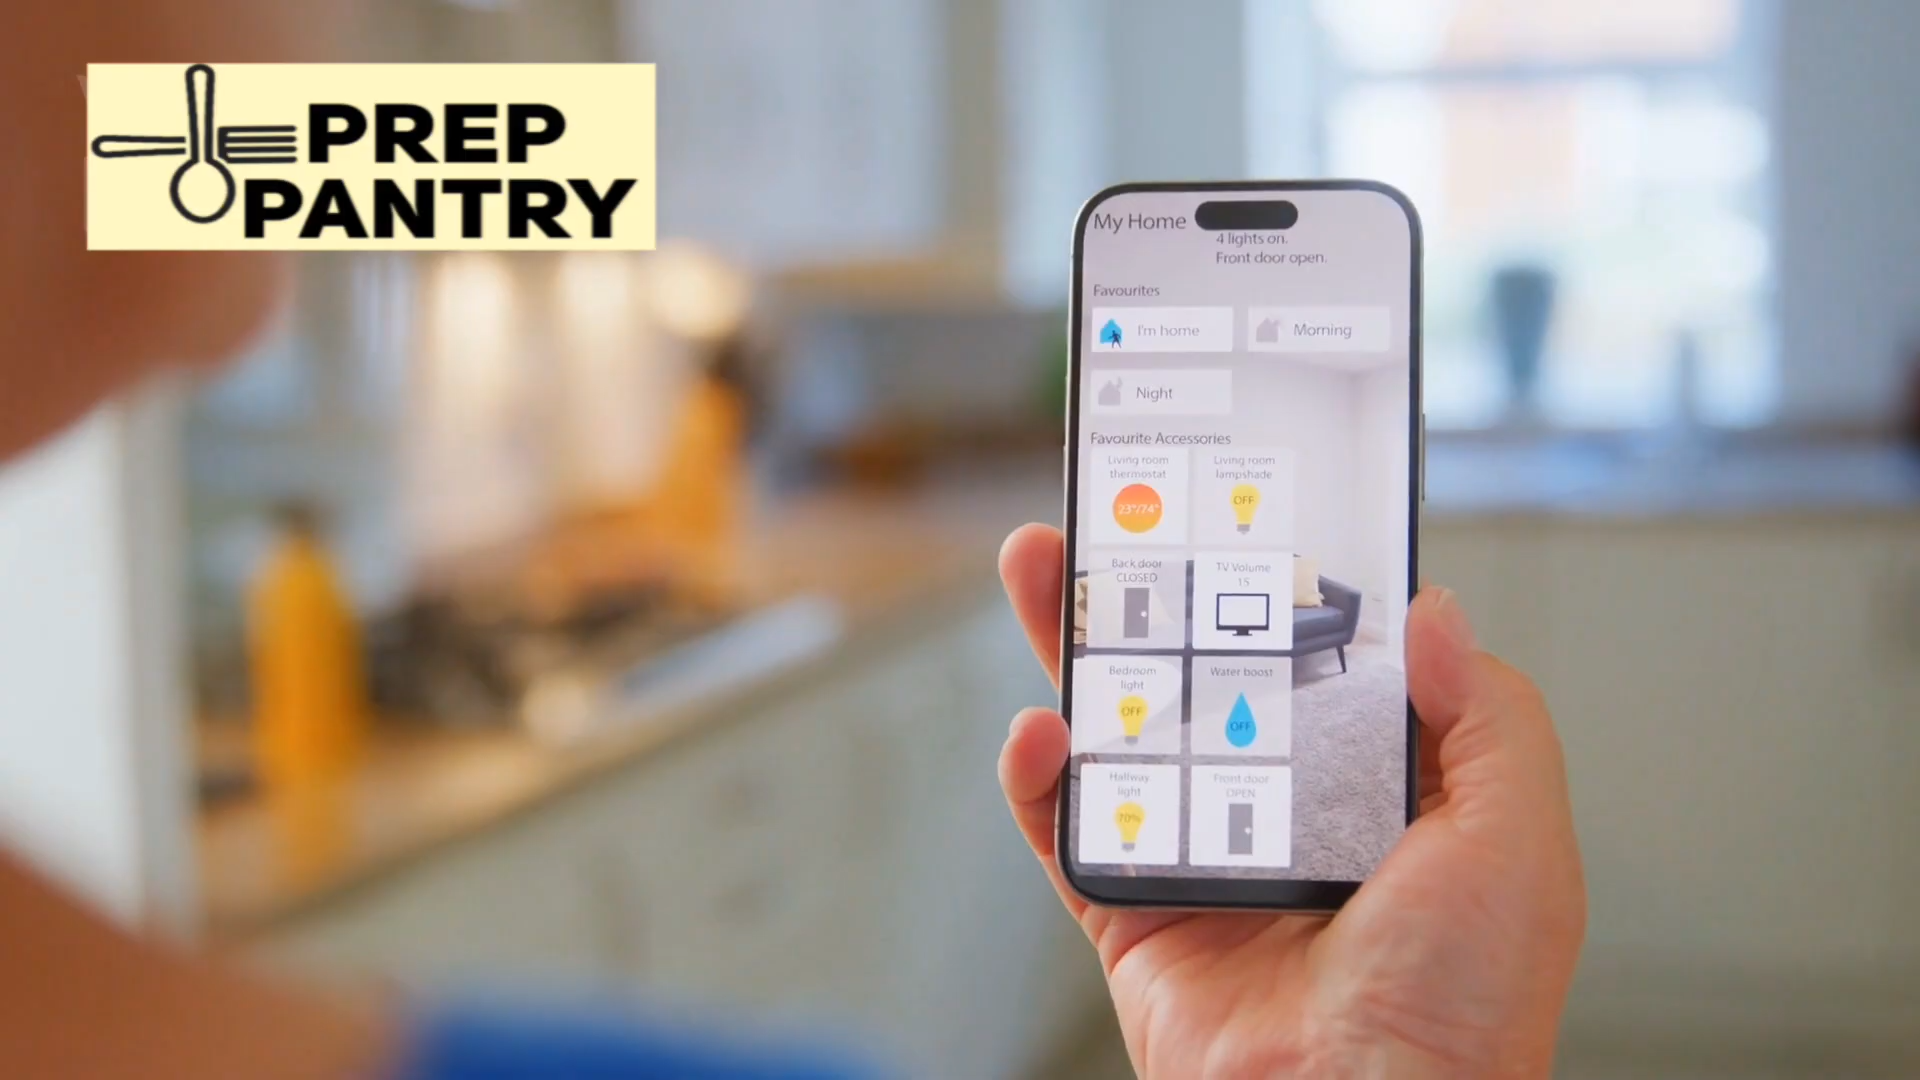 PREP
PANTRY
My Home
4 lights on.
Front door open.
Favourites
I'm home
Morning
Night
Favourite Accessories
Living room
thermostat
23°/74°
Living room
lampshade
OFF
Back door
CLOSED
TV Volume
15
Bedroom
light
OFF
Water boost
OFF
Hallway
light
70%
Front door
OPEN